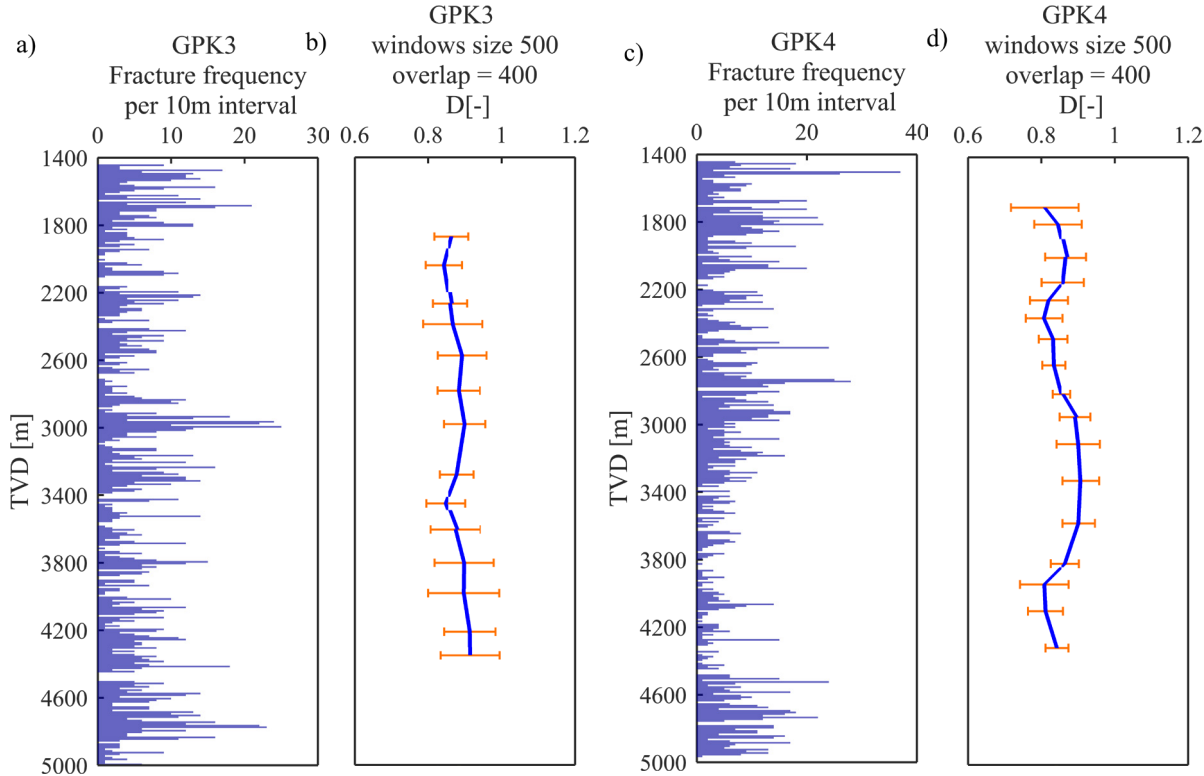 a)
GPK3
Fracture frequency
per 10m interval
0 10 20 30
1400
1800
2200
2600
3000
3400
3800
4200
4600
5000
TVD [m]
b)
GPK3
windows size 500
overlap = 400
D[-]
0.6 0.8 1 1.2
c)
GPK4
Fracture frequency
per 10m interval
0 20 40
1400
1800
2200
2600
3000
3400
3800
4200
4600
5000
TVD [m]
d)
GPK4
windows size 500
overlap = 400
D[-]
0.6 0.8 1 1.2